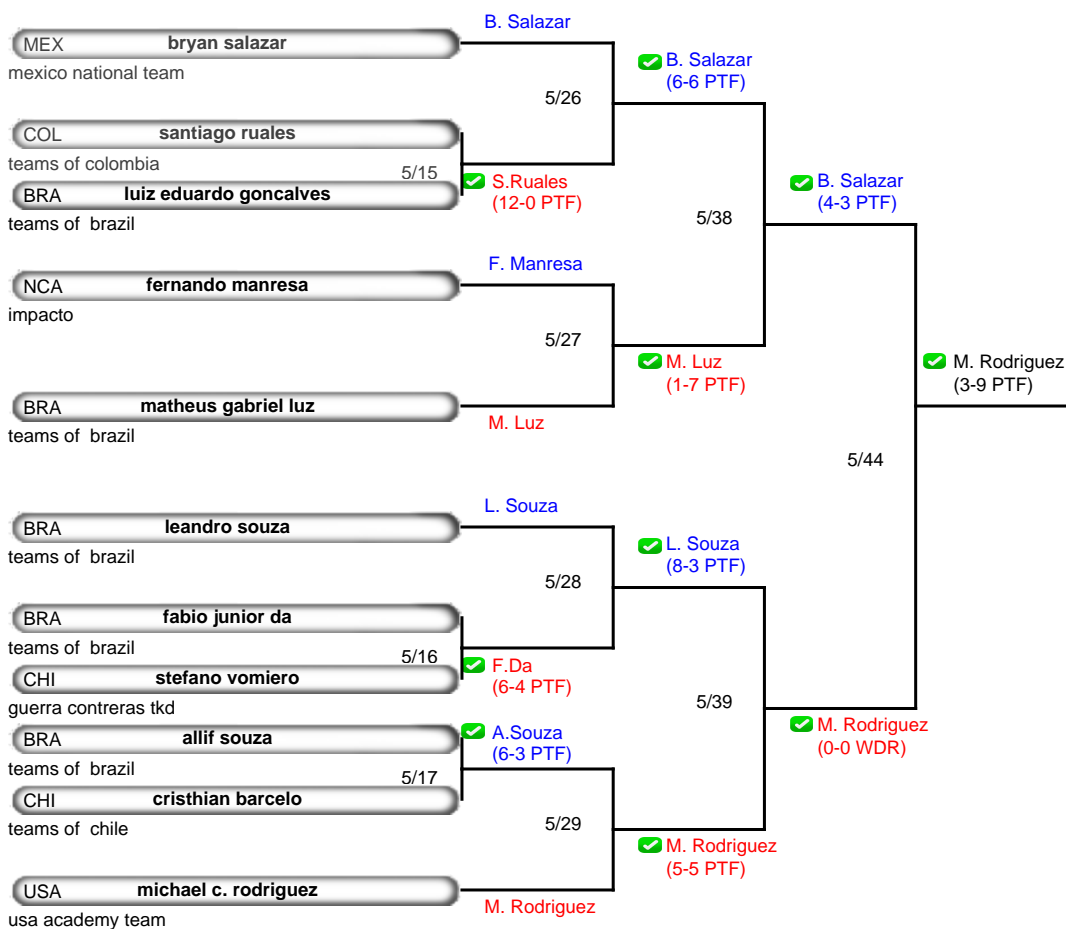 B. Salazar
MEX bryan salazar
mexico national team
B. Salazar
(6-6 PTF)
5/26
COL santiago ruales
teams of colombia
5/15
S.Ruales
(12-0 PTF)
BRA luiz eduardo goncalves
teams of brazil
B. Salazar
(4-3 PTF)
5/38
F. Manresa
NCA fernando manresa
impacto
5/27
M. Luz
(1-7 PTF)
M. Rodriguez
(3-9 PTF)
BRA matheus gabriel luz
M. Luz
teams of brazil
5/44
L. Souza
BRA leandro souza
teams of brazil
L. Souza
(8-3 PTF)
5/28
BRA fabio junior da
teams of brazil
5/16
F.Da
(6-4 PTF)
CHI stefano vomiero
guerra contreras tkd
5/39
M. Rodriguez
(0-0 WDR)
BRA allif souza
A.Souza
(6-3 PTF)
teams of brazil
5/17
CHI cristhian barcelo
teams of chile
5/29
M. Rodriguez
(5-5 PTF)
USA michael c. rodriguez
M. Rodriguez
usa academy team